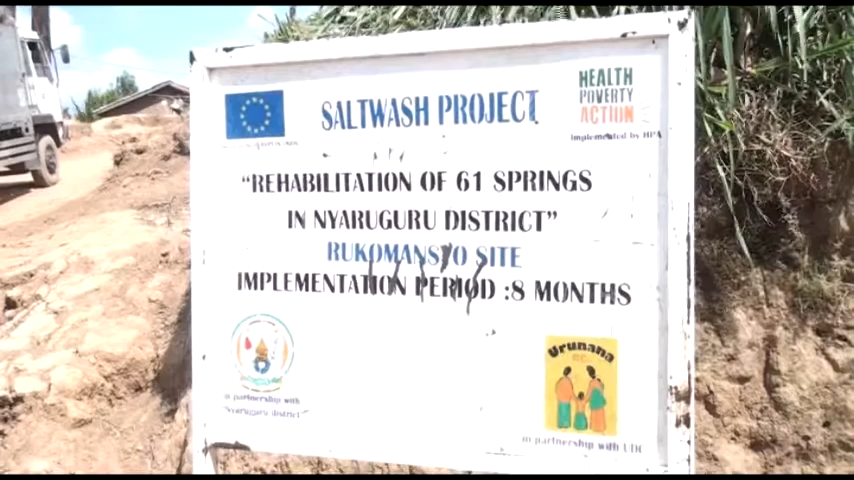 SALTWASH PROJECT
HEALTH
POVERTY
ACTION
Implemented by HPA
"REHABILITATION OF 61 SPRINGS
IN NYARUGURU DISTRICT"
RUKOMANSYO SITE
IMPLEMENTATION PERIOD :8 MONTHS
in partnership with
"Nyaruguru district"
Urunana
in partnership with UDC